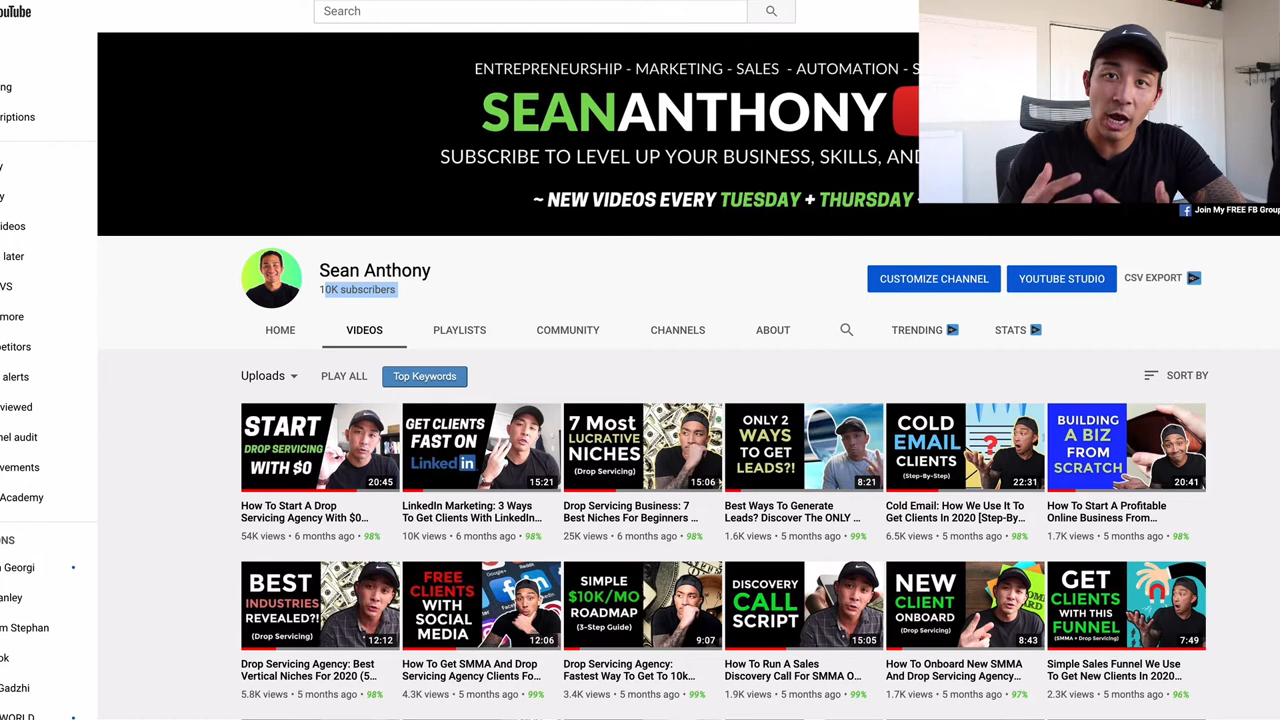 ouTube
Search
ENTREPRENEURSHIP - MARKETING - SALES - AUTOMATION - S
SEANANTHONY
SUBSCRIBE TO LEVEL UP YOUR BUSINESS, SKILLS, AND
~ NEW VIDEOS EVERY TUESDAY + THURSDAY
Join My FREE FB Group
ng
riptions
y
y
ideos
later
VS
more
etitors
alerts
iewed
nel audit
vements
Academy
ONS
n Georgi
anley
m Stephan
ok
Gadzhi
WORLD
Sean Anthony
10K subscribers
CUSTOMIZE CHANNEL
YOUTUBE STUDIO
CSV EXPORT
HOME
VIDEOS
PLAYLISTS
COMMUNITY
CHANNELS
ABOUT
TRENDING
STATS
Uploads
PLAY ALL
Top Keywords
SORT BY
START
DROP SERVICING
WITH $0
20:45
How To Start A Drop
Servicing Agency With $0...
54K views • 6 months ago • 98%
GET CLIENTS
FAST ON
Linkedin
15:21
LinkedIn Marketing: 3 Ways
To Get Clients With LinkedIn...
10K views • 6 months ago • 98%
7 Most
LUCRATIVE
NICHES
(Drop Servicing)
15:06
Drop Servicing Business: 7
Best Niches For Beginners ...
25K views • 6 months ago • 98%
ONLY 2
WAYS
TO GET
LEADS?!
8:21
Best Ways To Generate
Leads? Discover The ONLY ...
1.6K views • 5 months ago • 99%
COLD
EMAIL
CLIENTS
(Step-By-Step)
22:31
Cold Email: How We Use It To
Get Clients In 2020 [Step-By...
6.5K views • 5 months ago • 98%
BUILDING
A BIZ
FROM
SCRATCH
20:41
How To Start A Profitable
Online Business From...
1.7K views • 5 months ago • 98%
BEST
INDUSTRIES
REVEALED?!
(Drop Servicing)
12:12
Drop Servicing Agency: Best
Vertical Niches For 2020 (5...
5.8K views • 5 months ago • 98%
FREE
CLIENTS
WITH
SOCIAL
MEDIA
12:06
How To Get SMMA And Drop
Servicing Agency Clients Fo...
4.3K views • 5 months ago • 99%
SIMPLE
$10K/MO
ROADMAP
(3-Step Guide)
9:07
Drop Servicing Agency:
Fastest Way To Get To 10k...
3.4K views • 5 months ago • 99%
DISCOVERY
CALL
SCRIPT
15:05
How To Run A Sales
Discovery Call For SMMA O...
1.9K views • 5 months ago • 99%
NEW
CLIENT
ONBOARD
(Drop Servicing)
8:43
How To Onboard New SMMA
And Drop Servicing Agency...
1.7K views • 5 months ago • 97%
GET
CLIENTS
WITH THIS
FUNNEL
(SMMA + Drop Servicing)
7:49
Simple Sales Funnel We Use
To Get New Clients In 2020...
2.3K views • 5 months ago • 96%